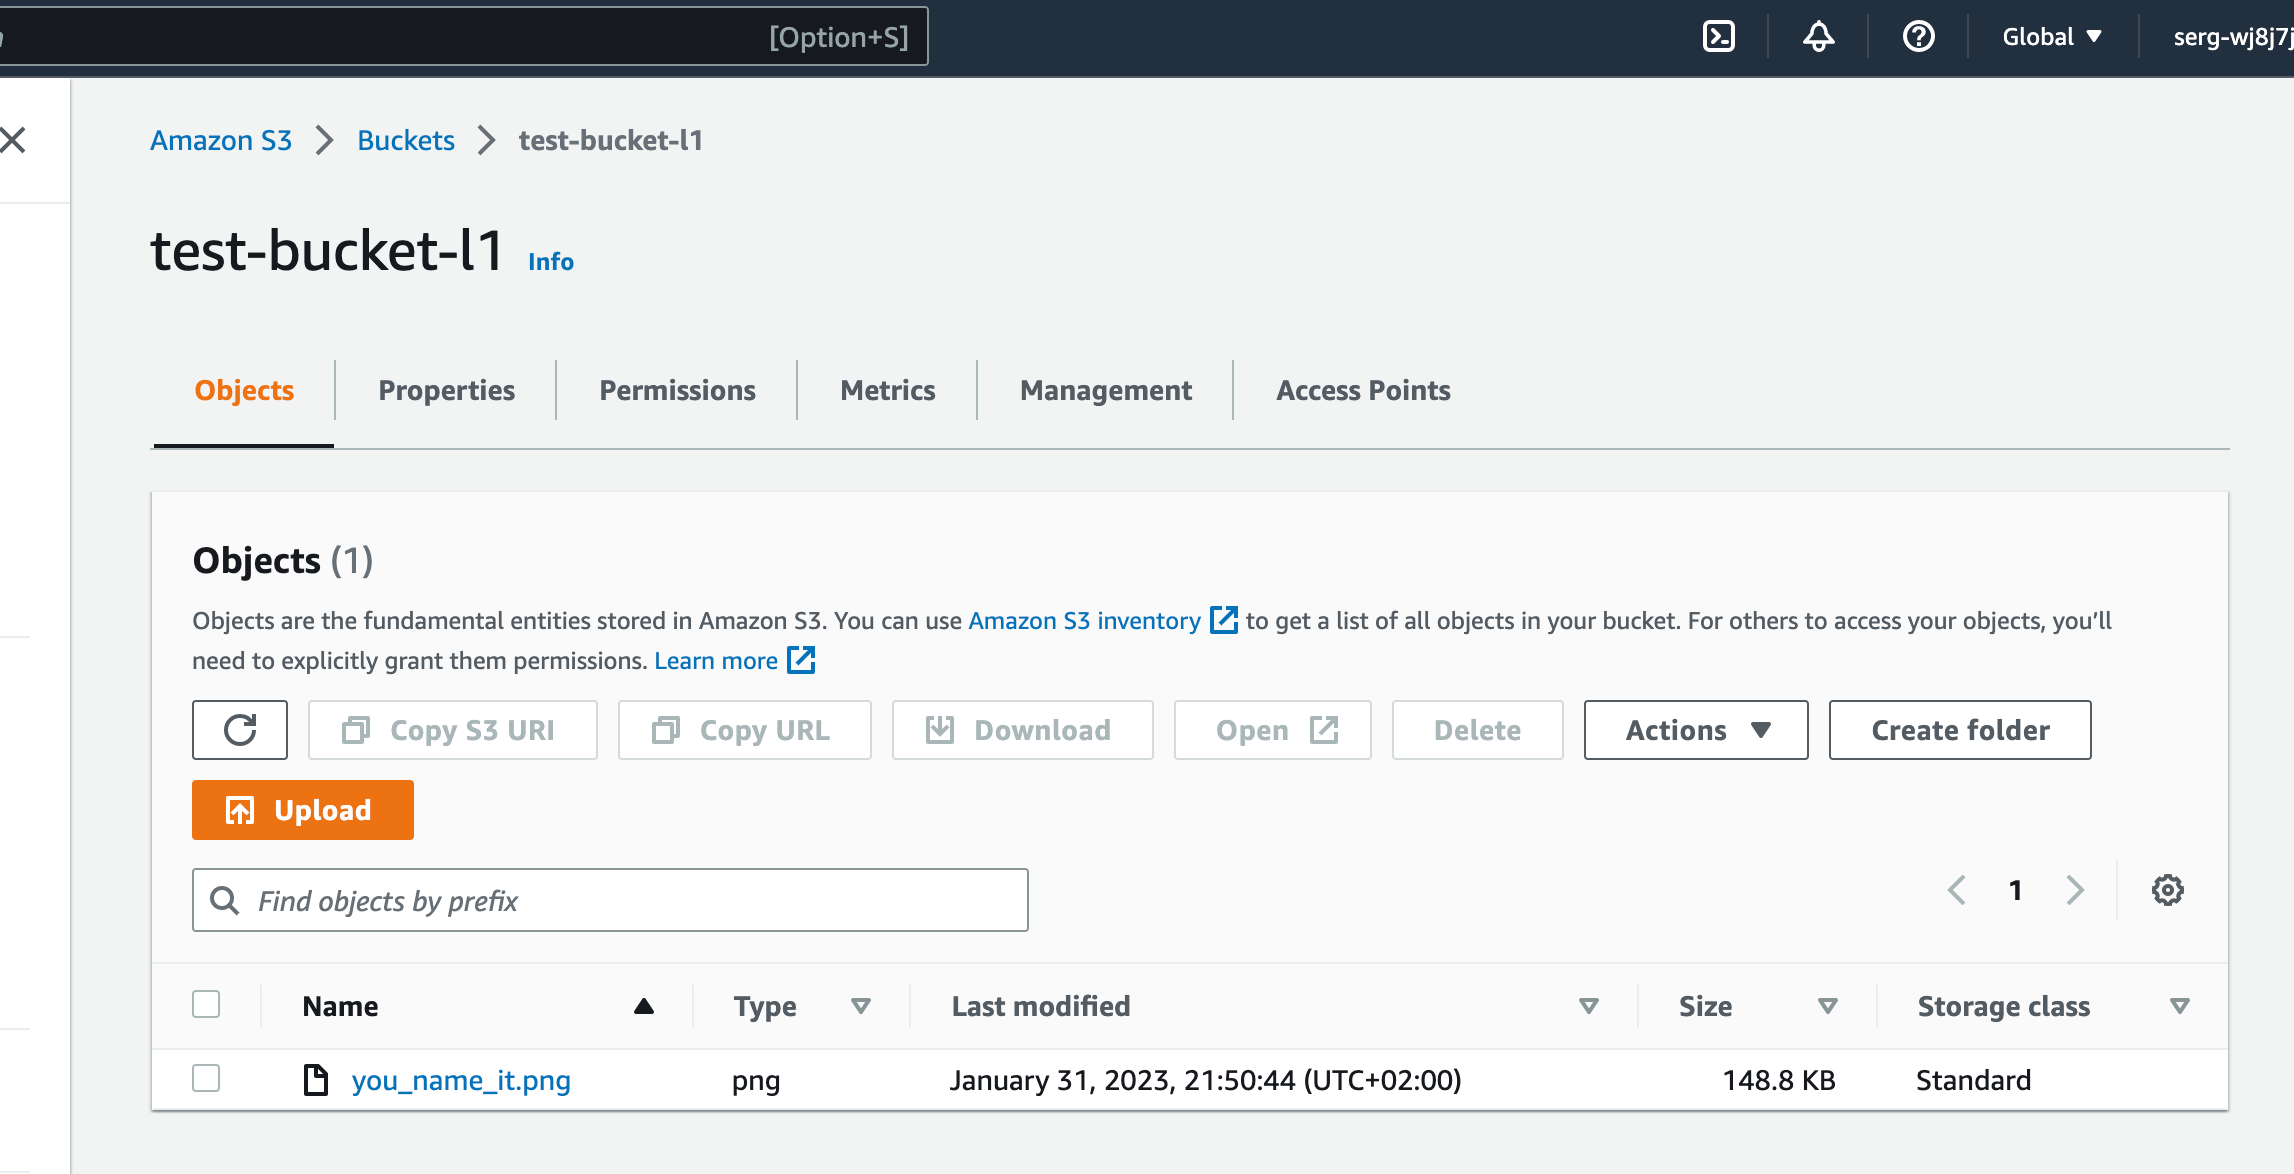 [Option+S] Global serg-wj8j7j
Amazon S3 Buckets test-bucket-l1
test-bucket-l1 Info
Objects Properties Permissions Metrics Management Access Points
Objects (1)
Objects are the fundamental entities stored in Amazon S3. You can use Amazon S3 inventory to get a list of all objects in your bucket. For others to access your objects, you’ll
need to explicitly grant them permissions. Learn more
Copy S3 URI Copy URL Download Open Delete Actions Create folder
Upload
Find objects by prefix 1
Name Type Last modified Size Storage class
you_name_it.png png January 31, 2023, 21:50:44 (UTC+02:00) 148.8 KB Standard